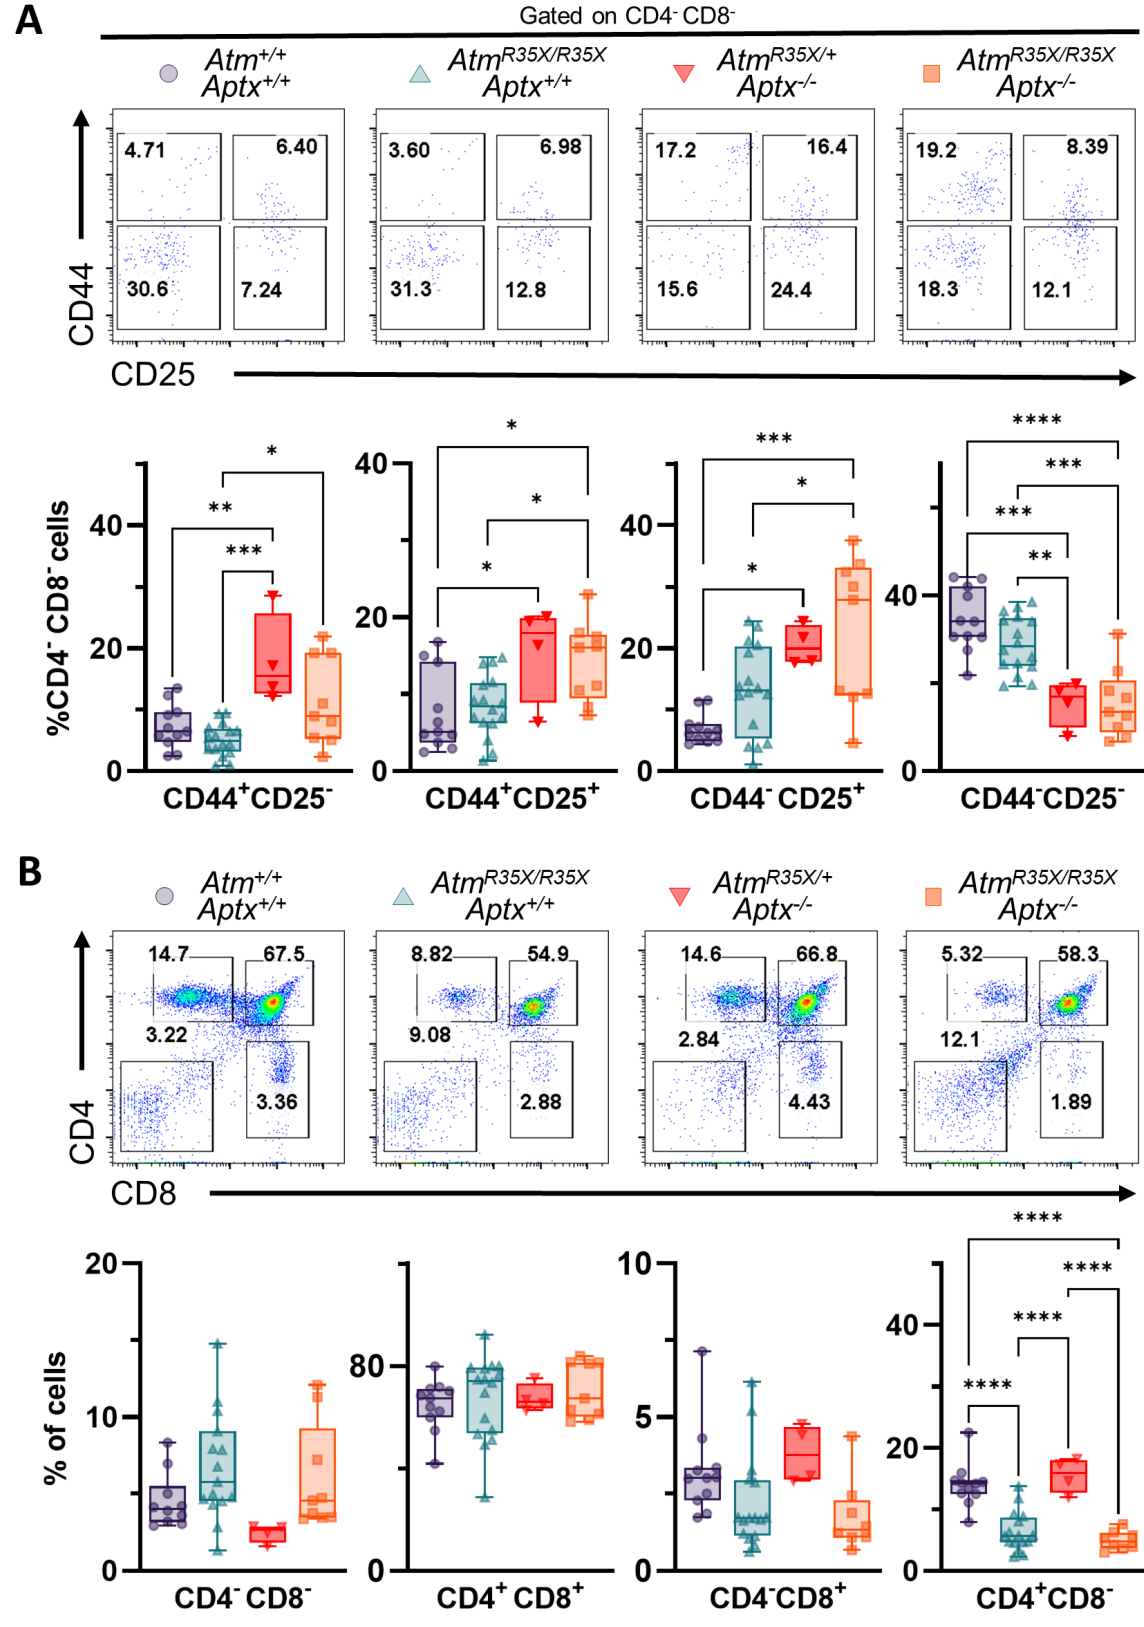 A
Gated on CD4⁻ CD8⁻
Atm⁺/⁺ Atmᴿ³⁵ˣ/ᴿ³⁵ˣ Atmᴿ³⁵ˣ/⁺ Atmᴿ³⁵ˣ/ᴿ³⁵ˣ
Aptx⁺/⁺ Aptx⁺/⁺ Aptx⁻/⁻ Aptx⁻/⁻
4.71 6.40 3.60 6.98 17.2 16.4 19.2 8.39
30.6 7.24 31.3 12.8 15.6 24.4 18.3 12.1
CD44
CD25
%CD4⁻ CD8⁻ cells
40
20
0
*
**
***
CD44⁺CD25⁻
40
20
0
*
*
*
CD44⁺CD25⁺
40
20
0
***
*
*
CD44⁻CD25⁺
40
0
****
***
***
**
CD44⁻CD25⁻
B
Atm⁺/⁺ Atmᴿ³⁵ˣ/ᴿ³⁵ˣ Atmᴿ³⁵ˣ/⁺ Atmᴿ³⁵ˣ/ᴿ³⁵ˣ
Aptx⁺/⁺ Aptx⁺/⁺ Aptx⁻/⁻ Aptx⁻/⁻
14.7 67.5 8.82 54.9 14.6 66.8 5.32 58.3
3.22 9.08 2.84 12.1
3.36 2.88 4.43 1.89
CD4
CD8
% of cells
20
10
0
CD4⁻CD8⁻
80
0
CD4⁺CD8⁺
10
5
0
CD4⁻CD8⁺
40
20
0
****
****
****
****
CD4⁺CD8⁻